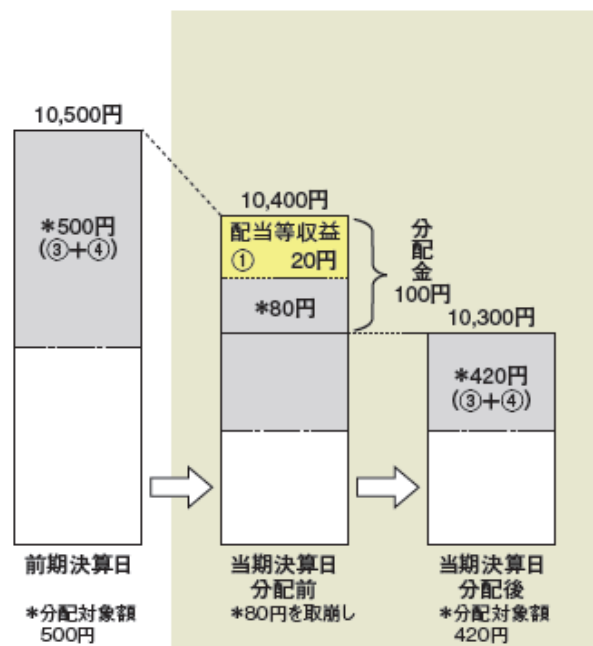 10,500円
*500円
(③+④)
10,400円
配当等収益
① 20円
*80円
分配金
100円
10,300円
*420円
(③+④)
前期決算日
*分配対象額
500円
当期決算日
分配前
*80円を取崩し
当期決算日
分配後
*分配対象額
420円